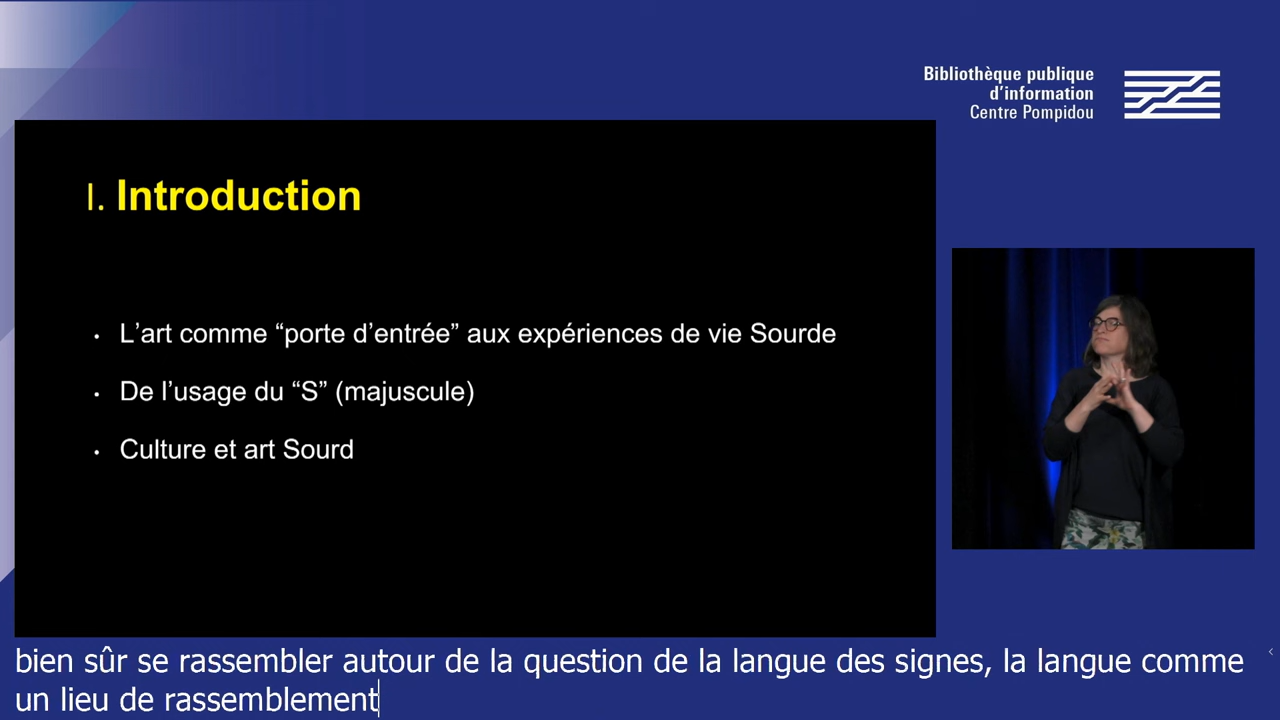 Bibliothèque publique
d'information
Centre Pompidou
I. Introduction
• L'art comme “porte d'entrée” aux expériences de vie Sourde
• De l'usage du “S” (majuscule)
• Culture et art Sourd
bien sûr se rassembler autour de la question de la langue des signes, la langue comme
un lieu de rassemblement